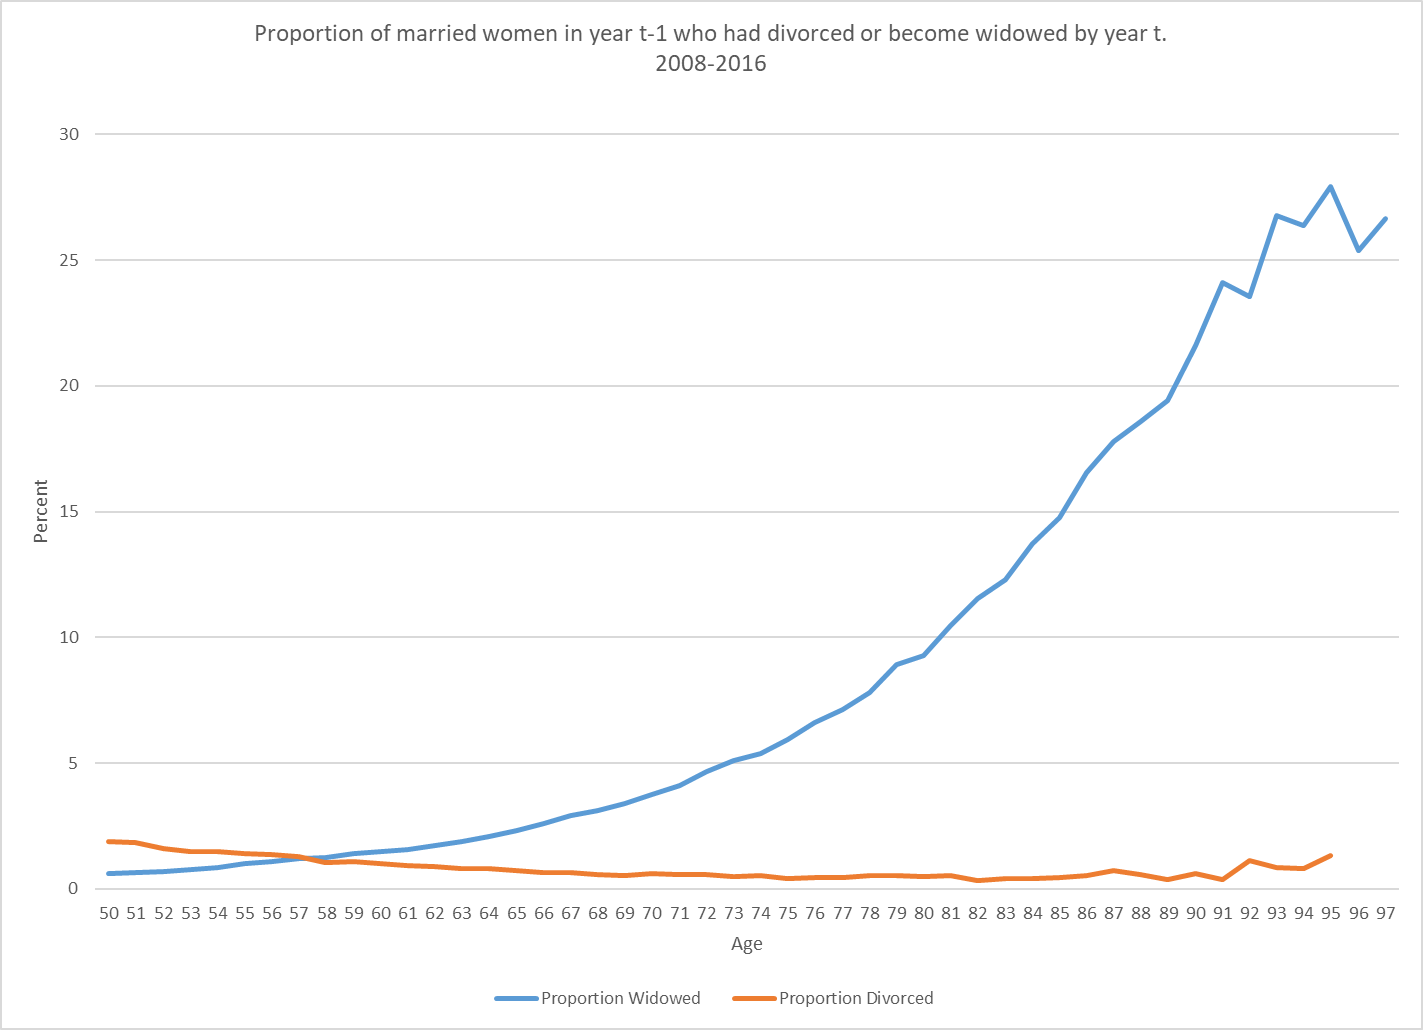 Proportion of married women in year t-1 who had divorced or become widowed by year t.
2008-2016
30
25
20
15
10
5
0
Percent
50 51 52 53 54 55 56 57 58 59 60 61 62 63 64 65 66 67 68 69 70 71 72 73 74 75 76 77 78 79 80 81 82 83 84 85 86 87 88 89 90 91 92 93 94 95 96 97
Age
Proportion Widowed Proportion Divorced